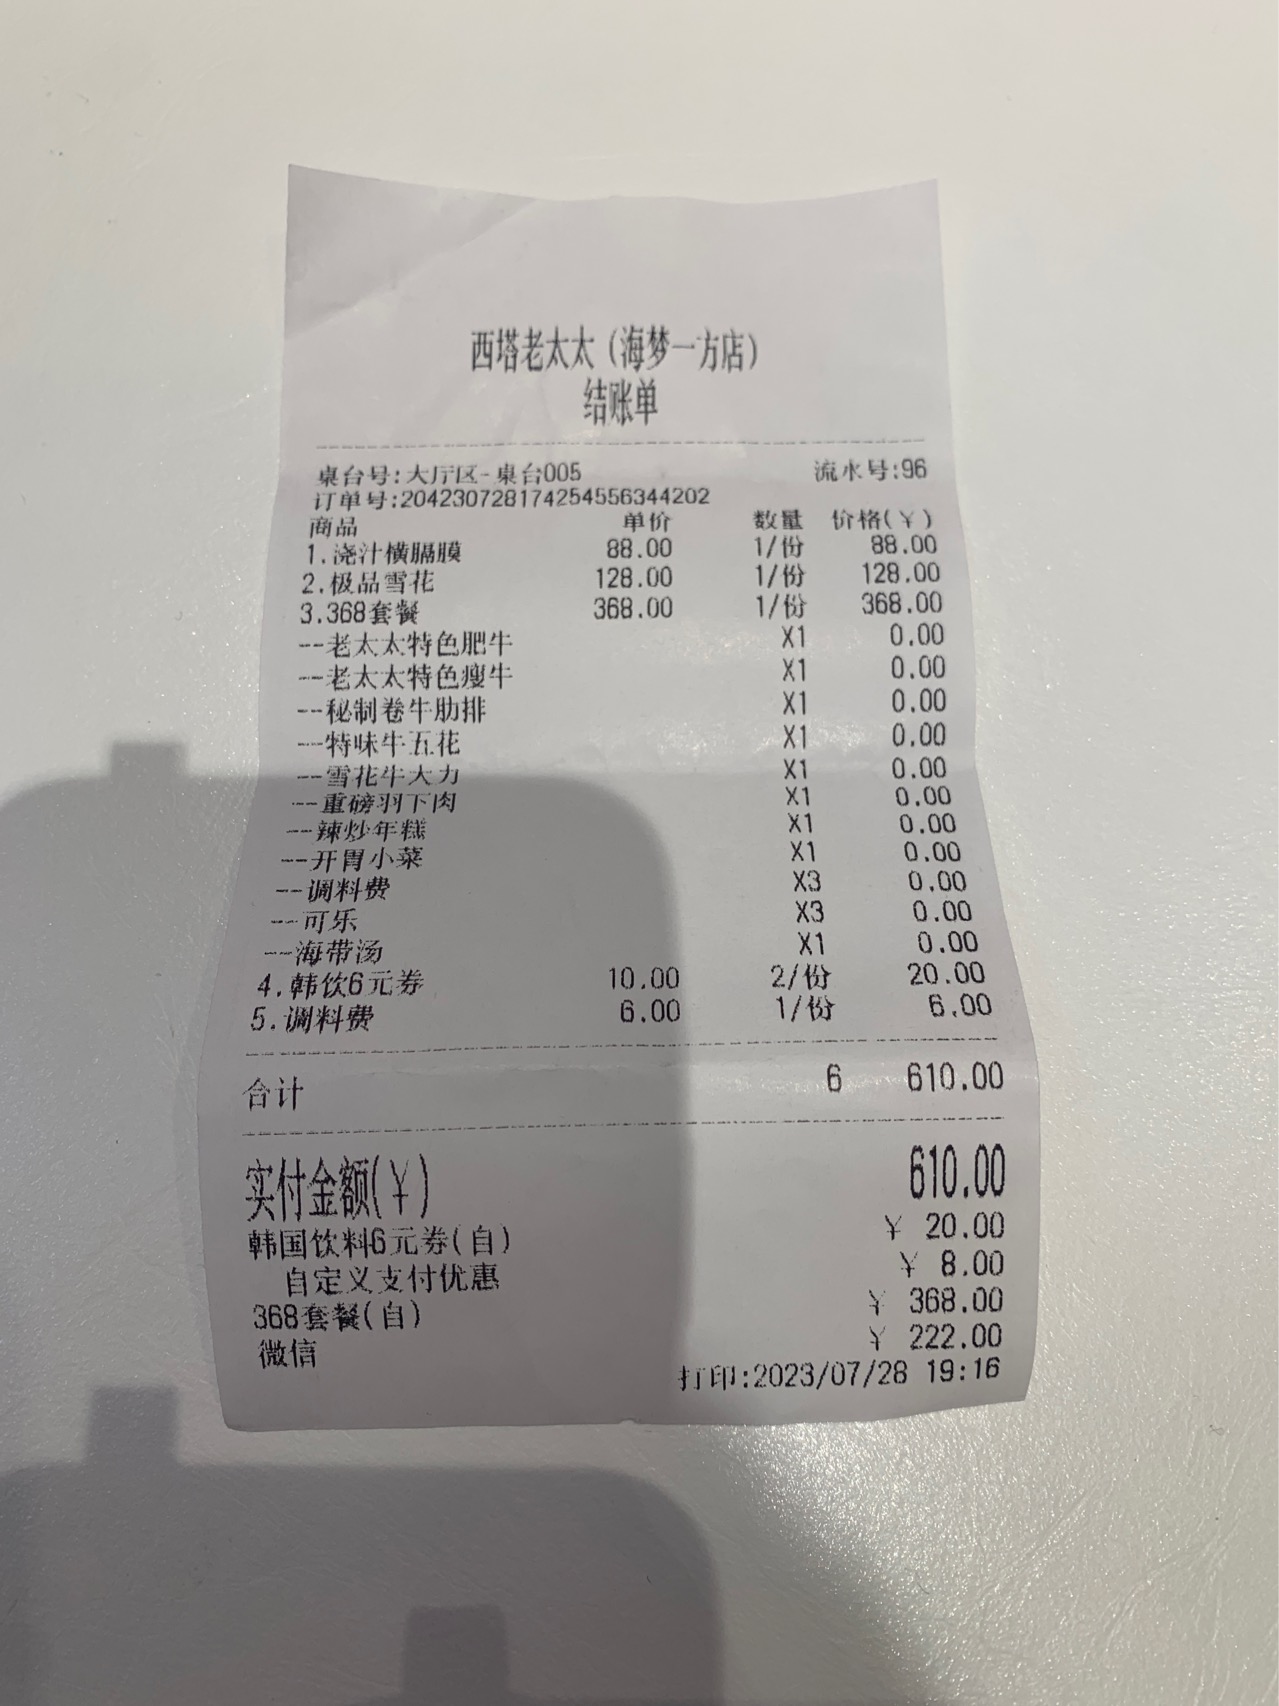 西塔老太太(海梦一方店)
结账单
桌台号:大厅区-桌台005 流水号:96
订单号:204230728174254556344202
商品 单价 数量 价格(￥)
1.浇汁横膈膜 88.00 1/份 88.00
2.极品雪花 128.00 1/份 128.00
3.368套餐 368.00 1/份 368.00
--老太太特色肥牛 X1 0.00
--老太太特色瘦牛 X1 0.00
--秘制卷牛肋排 X1 0.00
--特味牛五花 X1 0.00
--雪花牛大力 X1 0.00
--重磅羽下肉 X1 0.00
--辣炒年糕 X1 0.00
--开胃小菜 X1 0.00
--调料费 X3 0.00
--可乐 X3 0.00
--海带汤 X1 0.00
4.韩饮6元券 10.00 2/份 20.00
5.调料费 6.00 1/份 6.00
合计 6 610.00
实付金额(￥) 610.00
韩国饮料6元券(自) ￥ 20.00
自定义支付优惠 ￥ 8.00
368套餐(自) ￥ 368.00
微信 ￥ 222.00
打印:2023/07/28 19:16